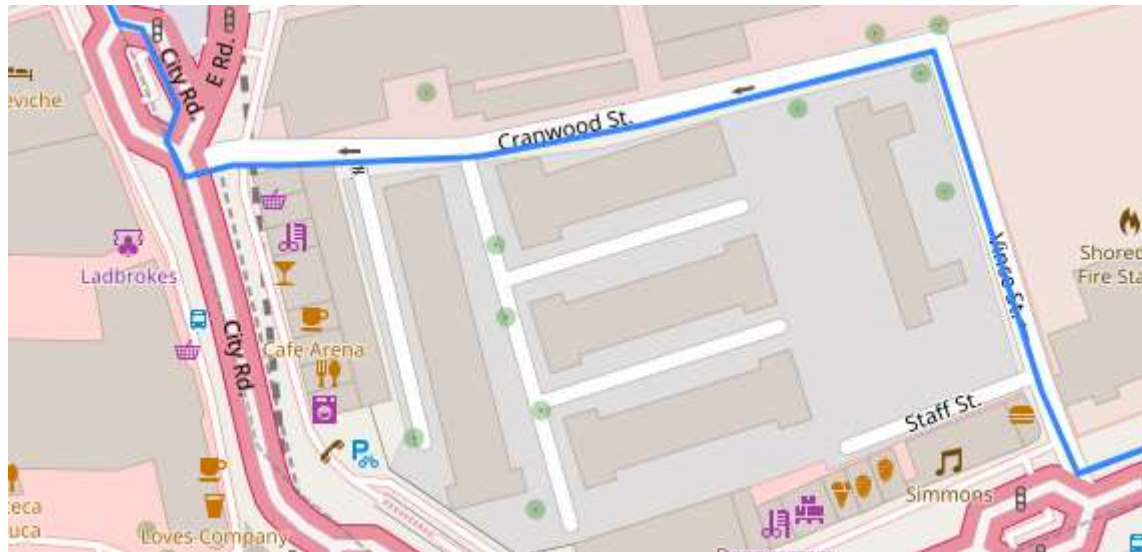 City Rd.
E Rd.
eviche
Cranwood St.
Ladbrokes
Vince St.
Shored
Fire Sta
City Rd.
Cafe Arena
Staff St.
Simmons
teca
uca
Loves Company